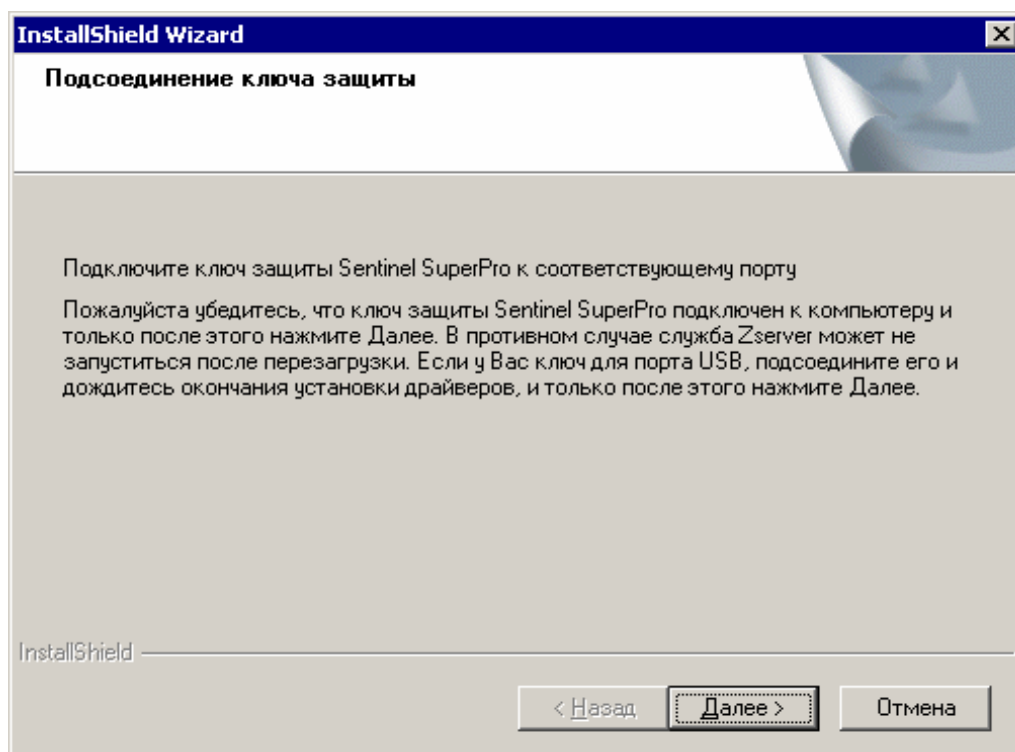 InstallShield Wizard
Подсоединение ключа защиты
Подключите ключ защиты Sentinel SuperPro к соответствующему порту
Пожалуйста убедитесь, что ключ защиты Sentinel SuperPro подключен к компьютеру и
только после этого нажмите Далее. В противном случае служба Zserver может не
запуститься после перезагрузки. Если у Вас ключ для порта USB, подсоедините его и
дождитесь окончания установки драйверов, и только после этого нажмите Далее.
InstallShield
< Назад
Далее >
Отмена